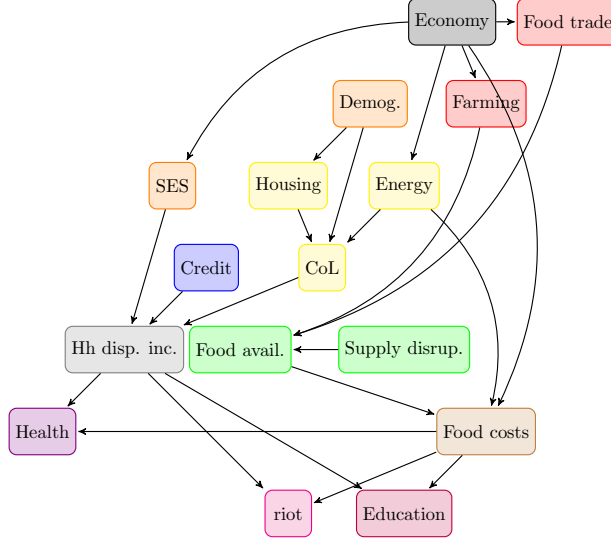 Economy
Food trade
Demog.
Farming
SES
Housing
Energy
Credit
CoL
Hh disp. inc.
Food avail.
Supply disrup.
Health
Food costs
riot
Education